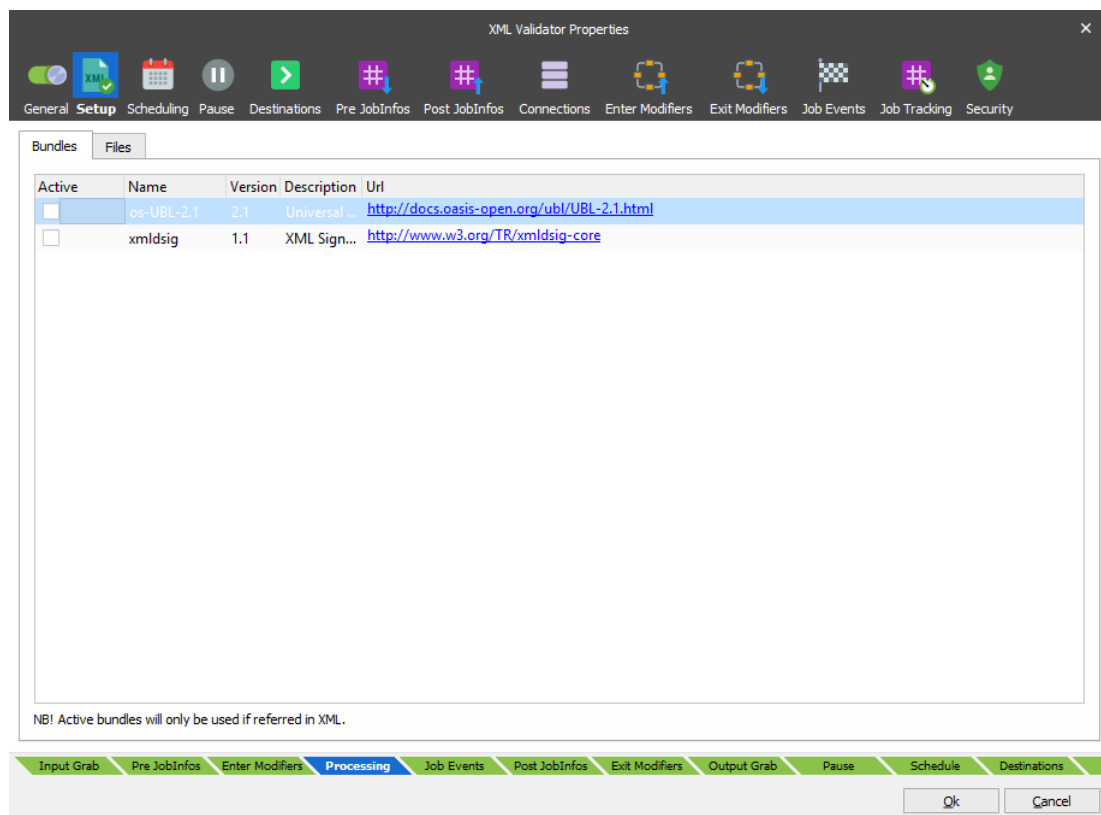 XML Validator Properties
General Setup Scheduling Pause Destinations Pre JobInfos Post JobInfos Connections Enter Modifiers Exit Modifiers Job Events Job Tracking Security
Bundles Files
Active Name Version Description Url
os-UBL-2.1 2.1 Universal ... http://docs.oasis-open.org/ubl/UBL-2.1.html
xmldsig 1.1 XML Sign... http://www.w3.org/TR/xmldsig-core
NB! Active bundles will only be used if referred in XML.
Input Grab Pre JobInfos Enter Modifiers Processing Job Events Post JobInfos Exit Modifiers Output Grab Pause Schedule Destinations
Ok Cancel